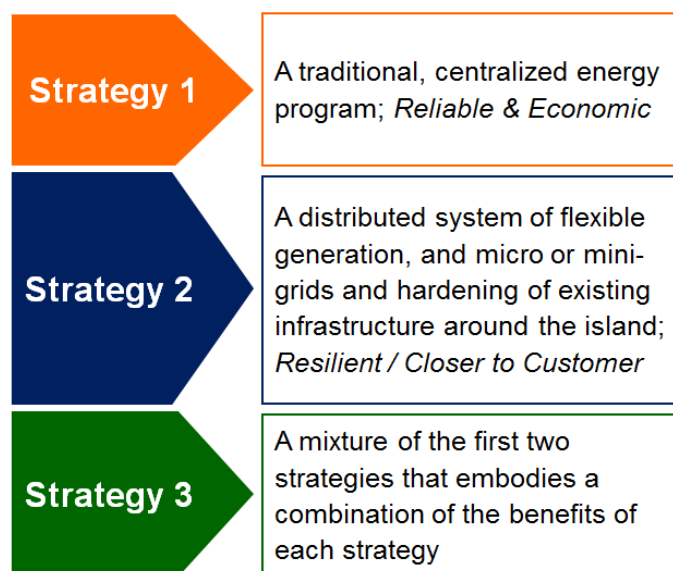 Strategy 1
A traditional, centralized energy
program; Reliable & Economic
Strategy 2
A distributed system of flexible
generation, and micro or mini-
grids and hardening of existing
infrastructure around the island;
Resilient / Closer to Customer
Strategy 3
A mixture of the first two
strategies that embodies a
combination of the benefits of
each strategy